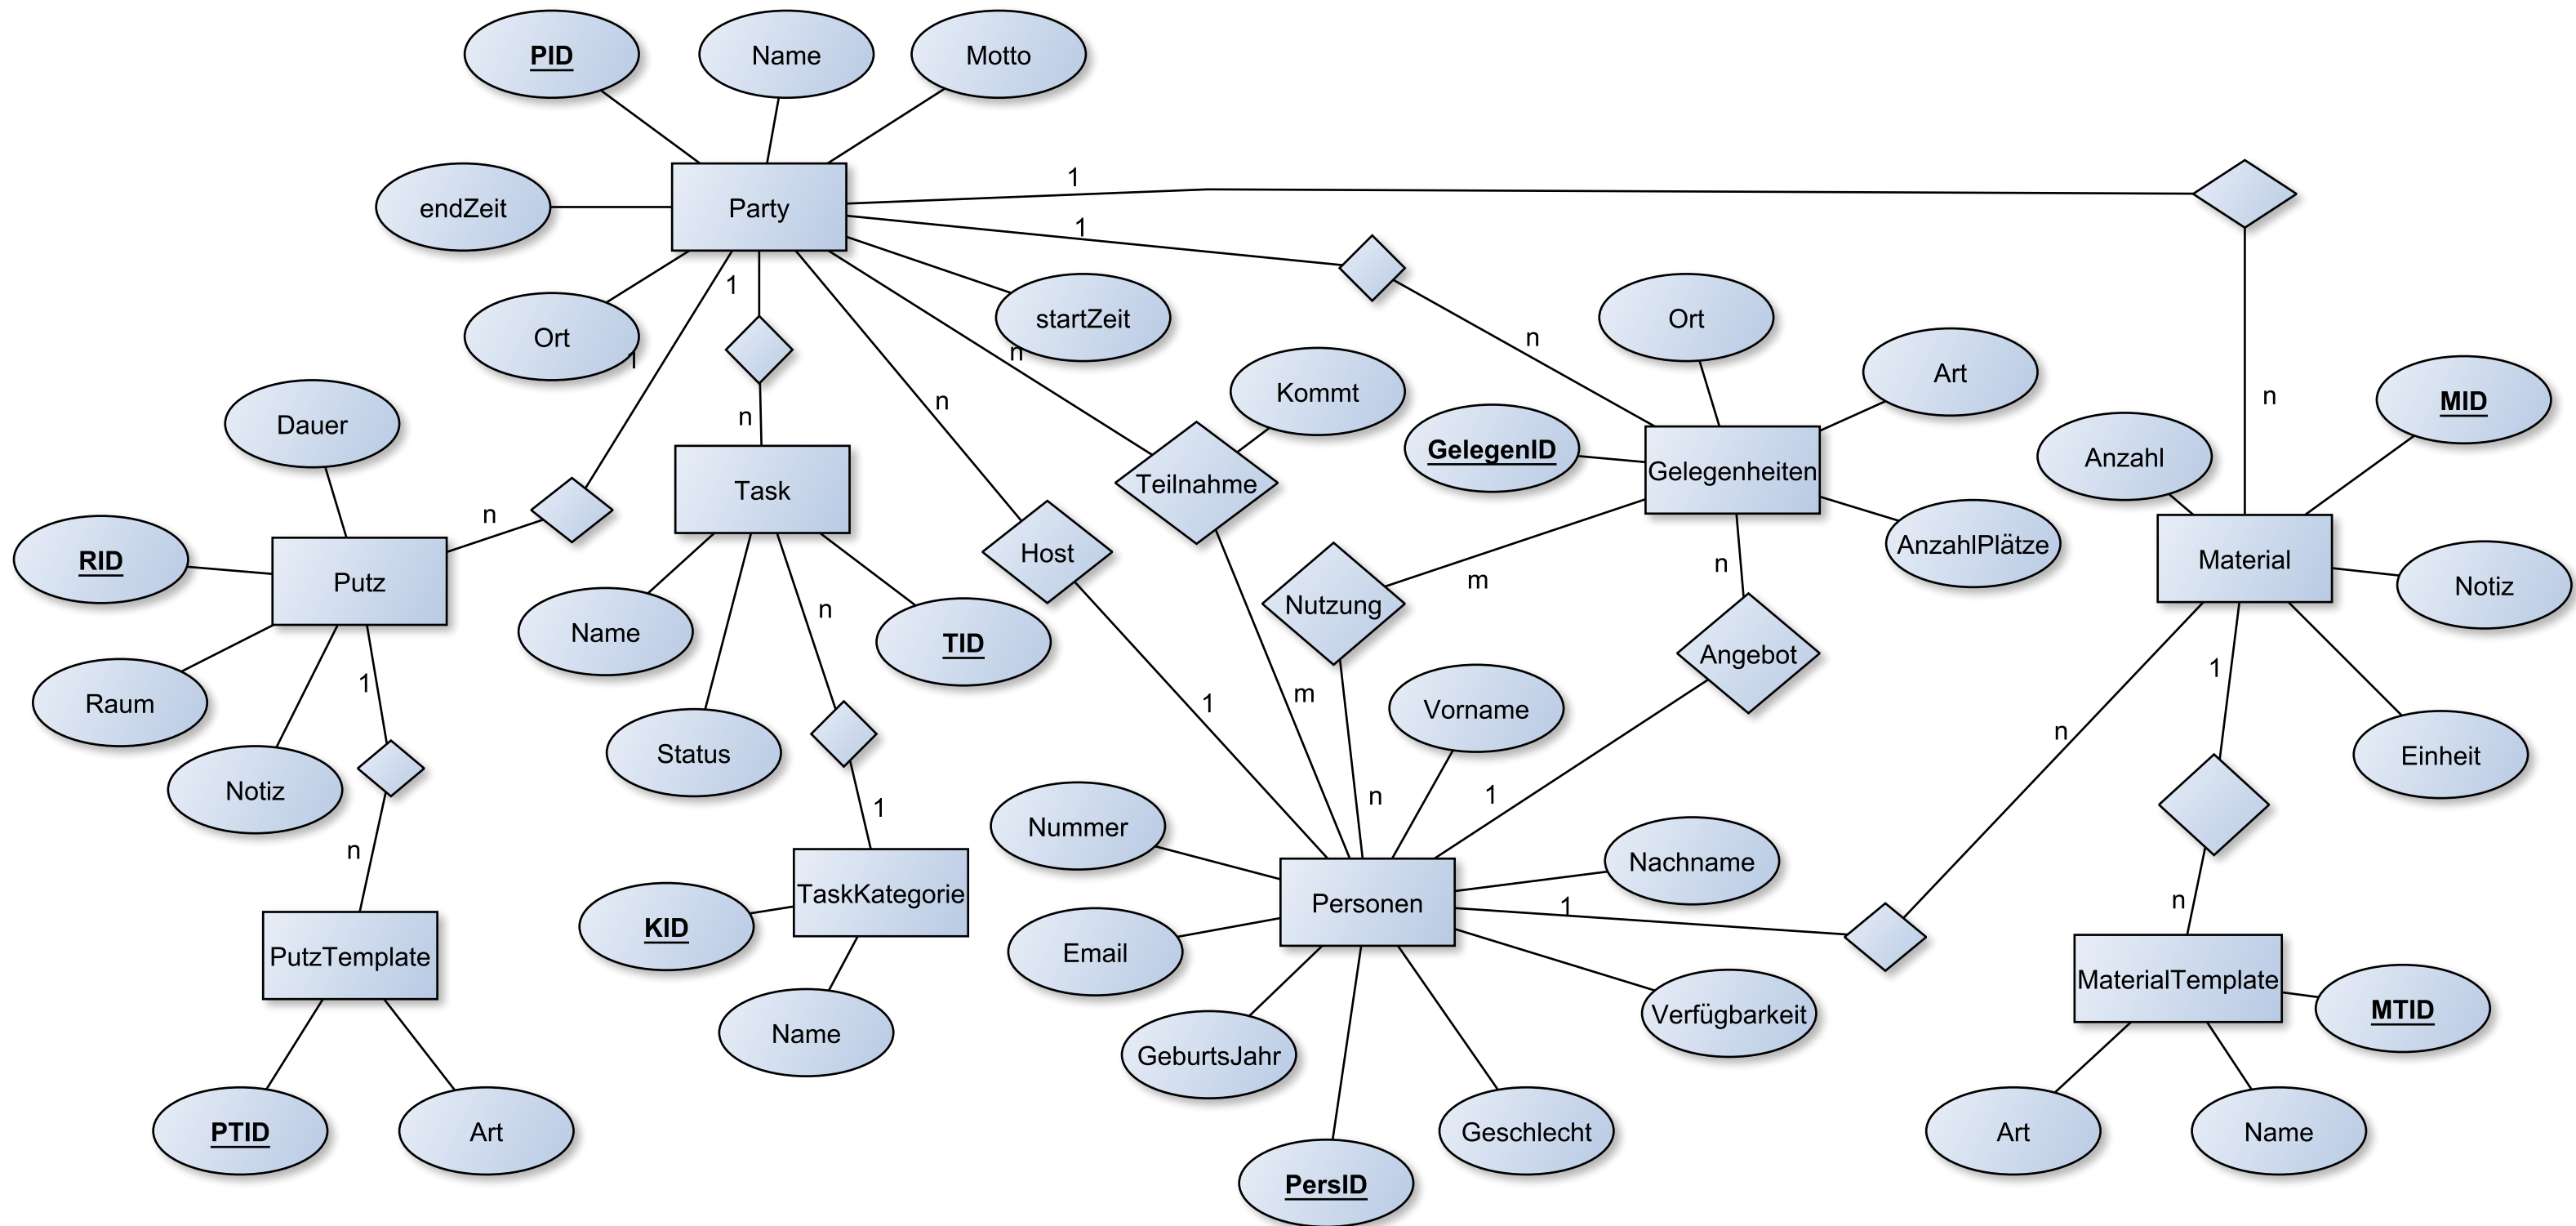 PID
Name
Motto
1
endZeit
Party
1
1
startZeit
Ort
Ort
1
n
n
Art
Kommt
n
MID
n
Dauer
n
GelegenID
Gelegenheiten
Anzahl
Task
Teilnahme
n
AnzahlPlätze
Host
Material
RID
Putz
m
n
Notiz
Nutzung
n
Name
TID
Angebot
1
1
m
1
Raum
Vorname
n
Status
Einheit
Notiz
n
1
1
Nummer
n
Nachname
TaskKategorie
n
Personen
1
KID
Email
PutzTemplate
MaterialTemplate
Verfügbarkeit
MTID
Name
GeburtsJahr
PTID
Art
Geschlecht
Art
Name
PersID